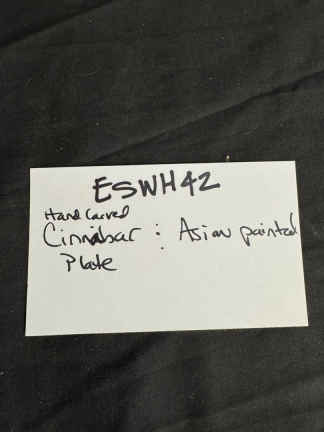 ESWH42
Hand Carved
Cinnabar : Asian painted
Plate